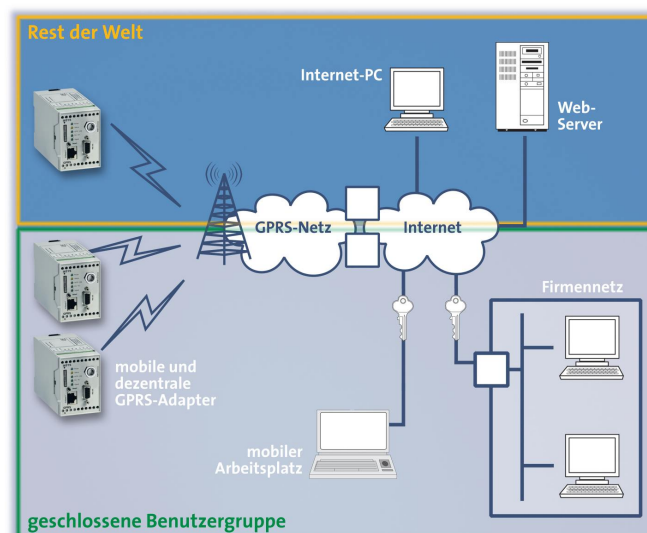 Rest der Welt
Internet-PC
Web-
Server
GPRS-Netz
Internet
Firmennetz
mobile und
dezentrale
GPRS-Adapter
mobiler
Arbeitsplatz
geschlossene Benutzergruppe